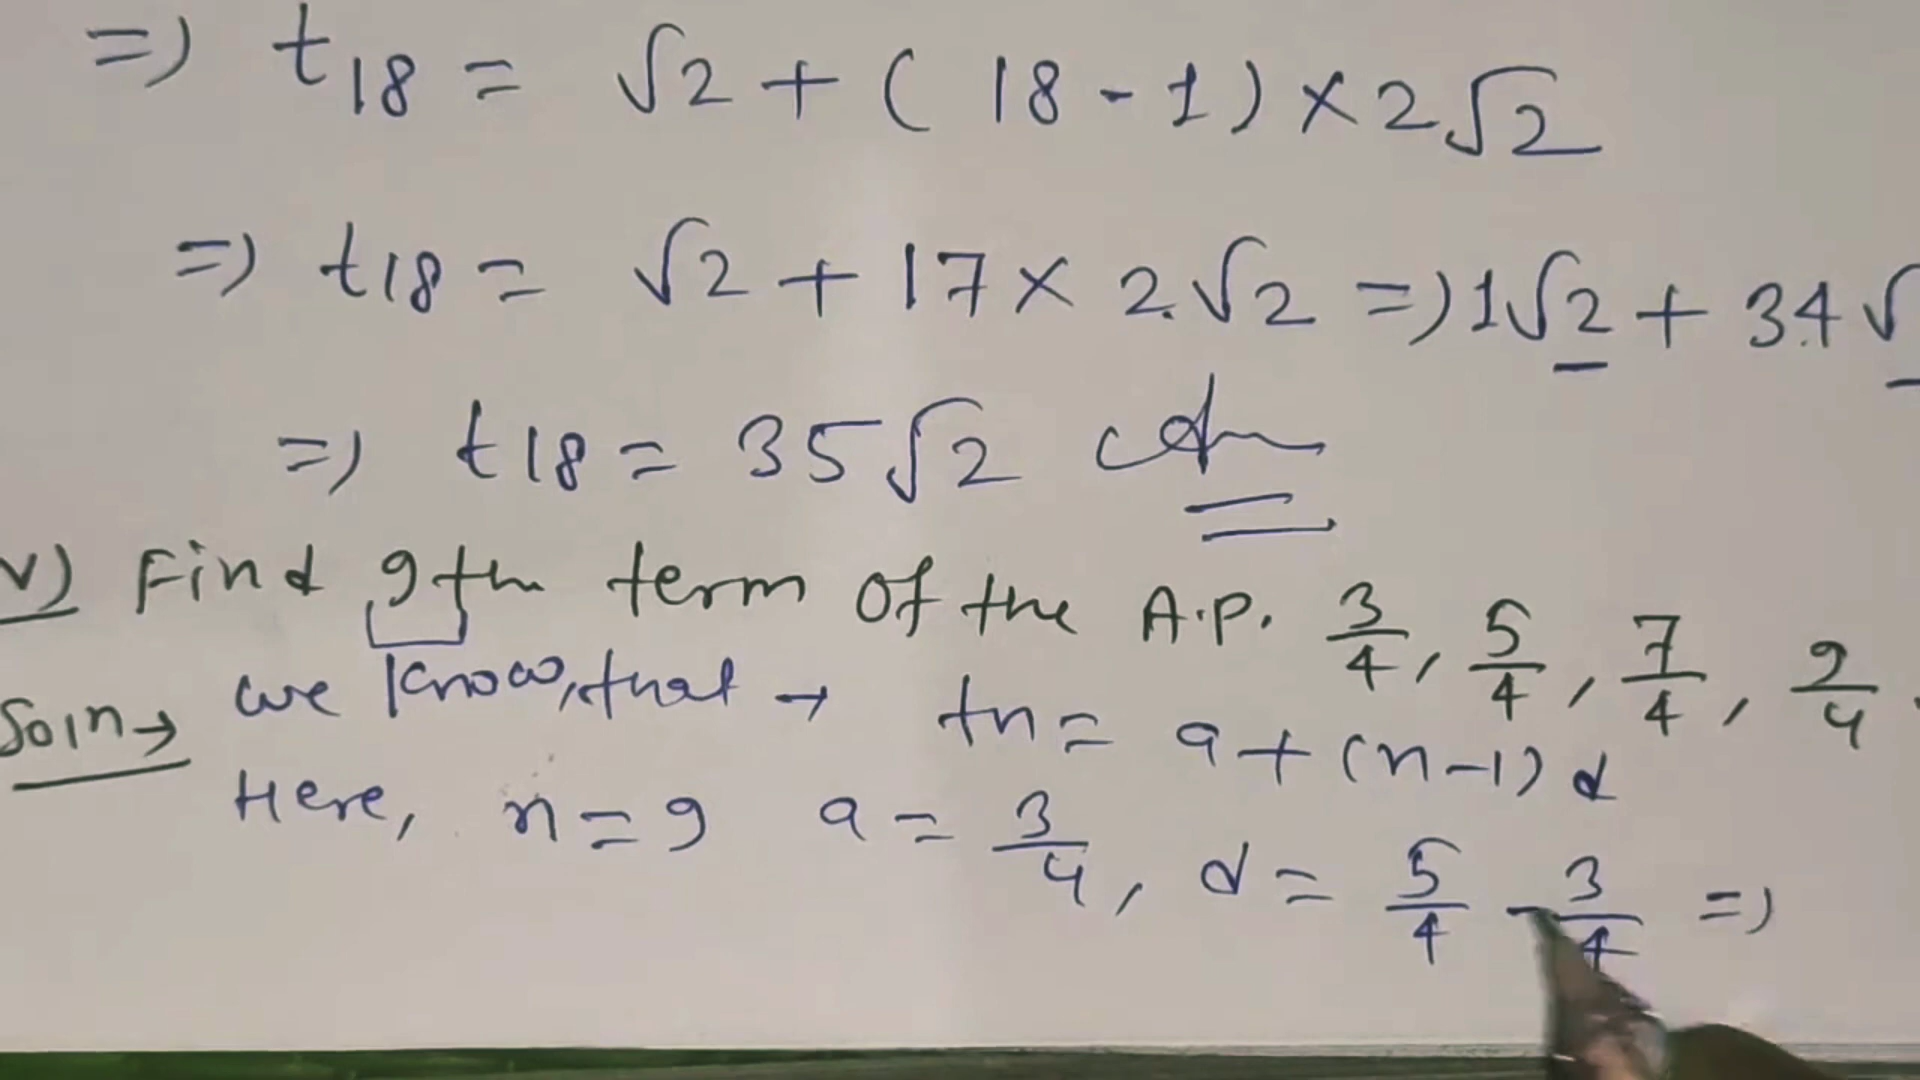 =) t18 = √2 + ( 18 - 1) × 2√2
=) t18 = √2 + 17 × 2.√2 =) 1√2 + 34√
=) t18 = 35√2 Ans
V) Find 9th term of the A.P. 3/4, 5/4, 7/4, 9/4
Soln→ we know, that → tn = a + (n-1) d
Here, n = 9 a = 3/4, d = 5/4 - 3/4 =)